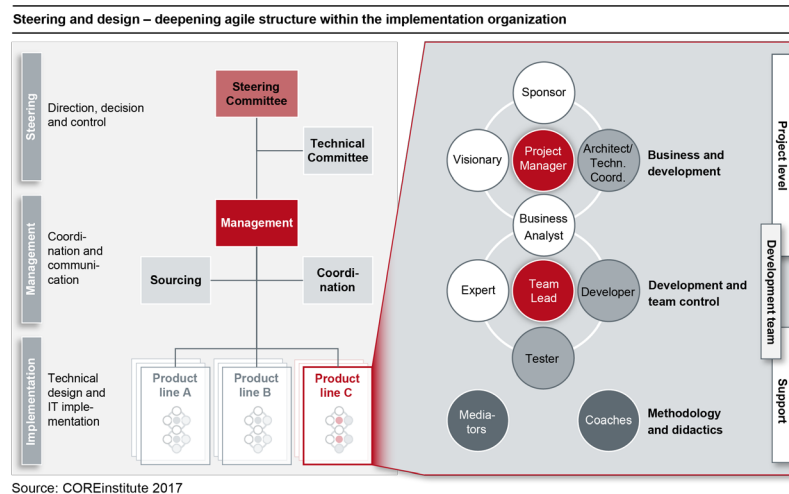 Steering and design – deepening agile structure within the implementation organization
Steering
Direction, decision
and control
Steering
Committee
Technical
Committee
Management
Coordi-
nation and
communi-
cation
Management
Sourcing
Coordi-
nation
Implementation
Technical
design and
IT imple-
mentation
Product
line A
Product
line B
Product
line C
Sponsor
Visionary
Project
Manager
Architect/
Techn.
Coord.
Business and
development
Business
Analyst
Expert
Team
Lead
Developer
Development and
team control
Tester
Media-
tors
Coaches
Methodology
and didactics
Project level
Development team
Support
Source: COREinstitute 2017